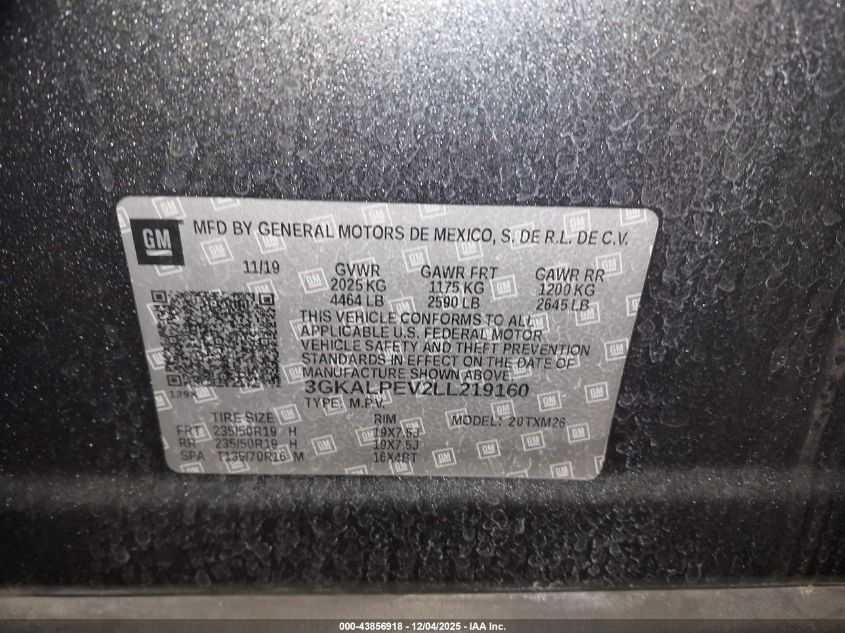 GM MFD BY GENERAL MOTORS DE MEXICO, S. DE R.L. DE C.V.
11/19 GVWR GAWR FRT GAWR RR
2025 KG 1175 KG 1200 KG
4464 LB 2590 LB 2645 LB
THIS VEHICLE CONFORMS TO ALL
APPLICABLE U.S. FEDERAL MOTOR
VEHICLE SAFETY AND THEFT PREVENTION
STANDARDS IN EFFECT ON THE DATE OF
MANUFACTURE SHOWN ABOVE
139X 3GKALPEV2LL219160
TYPE: M.P.V.
TIRE SIZE RIM MODEL: 20TXM26
FRT 235/50R19 H 19X7.5J
RR 235/50R19 H 19X7.5J
SPA T135/70R16 M 16X4BT
000-43856918 - 12/04/2025 - IAA Inc.